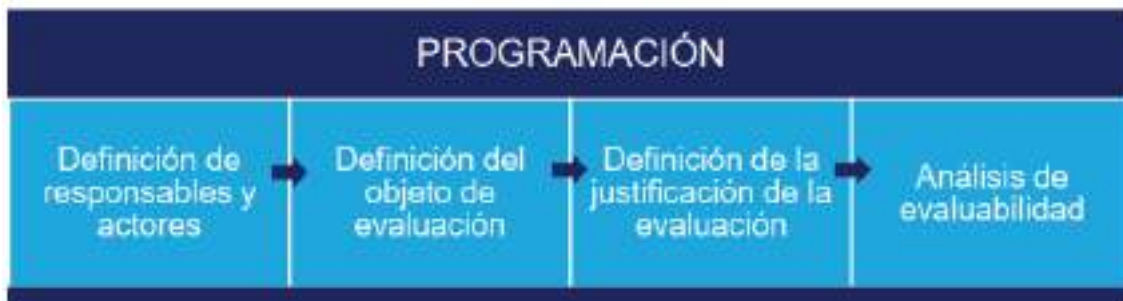 PROGRAMACIÓN
Definición de
responsables y
actores
Definición del
objeto de
evaluación
Definición de la
justificación de la
evaluación
Análisis de
evaluabilidad